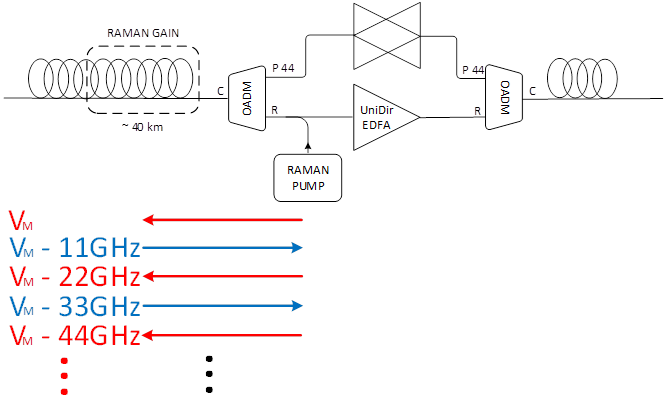 RAMAN GAIN
~ 40 km
C
OADM
P 44
R
RAMAN
PUMP
UniDir
EDFA
P 44
R
OADM
C
VM
VM - 11GHz
VM - 22GHz
VM - 33GHz
VM - 44GHz